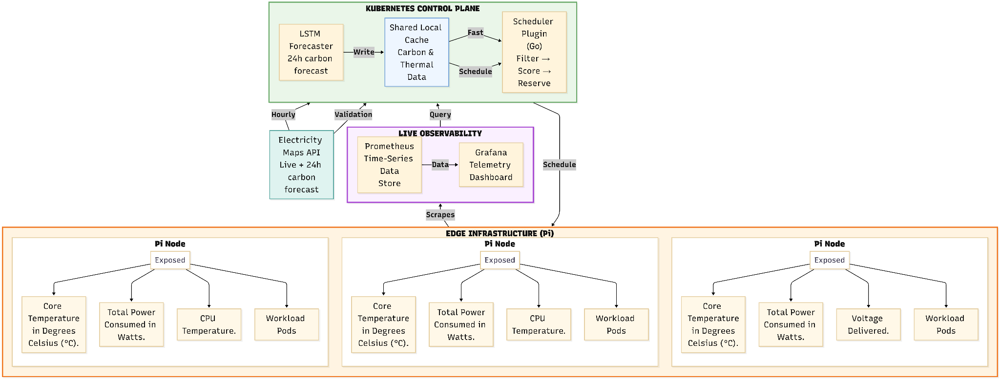 KUBERNETES CONTROL PLANE
LSTM
Forecaster
24h carbon
forecast
Write
Shared Local
Cache
Carbon &
Thermal
Data
Fast
Schedule
Scheduler
Plugin
(Go)
Filter →
Score →
Reserve
Hourly
Validation
Query
Electricity
Maps API
Live + 24h
carbon
forecast
LIVE OBSERVABILITY
Prometheus
Time-Series
Data
Store
Data
Grafana
Telemetry
Dashboard
Schedule
Scrapes
EDGE INFRASTRUCTURE (Pi)
Pi Node
Exposed
Core
Temperature
in Degrees
Celsius (°C).
Total Power
Consumed in
Watts.
CPU
Temperature.
Workload
Pods
Pi Node
Exposed
Core
Temperature
in Degrees
Celsius (°C).
Total Power
Consumed in
Watts.
CPU
Temperature.
Workload
Pods
Pi Node
Exposed
Core
Temperature
in Degrees
Celsius (°C).
Total Power
Consumed in
Watts.
Voltage
Delivered.
Workload
Pods